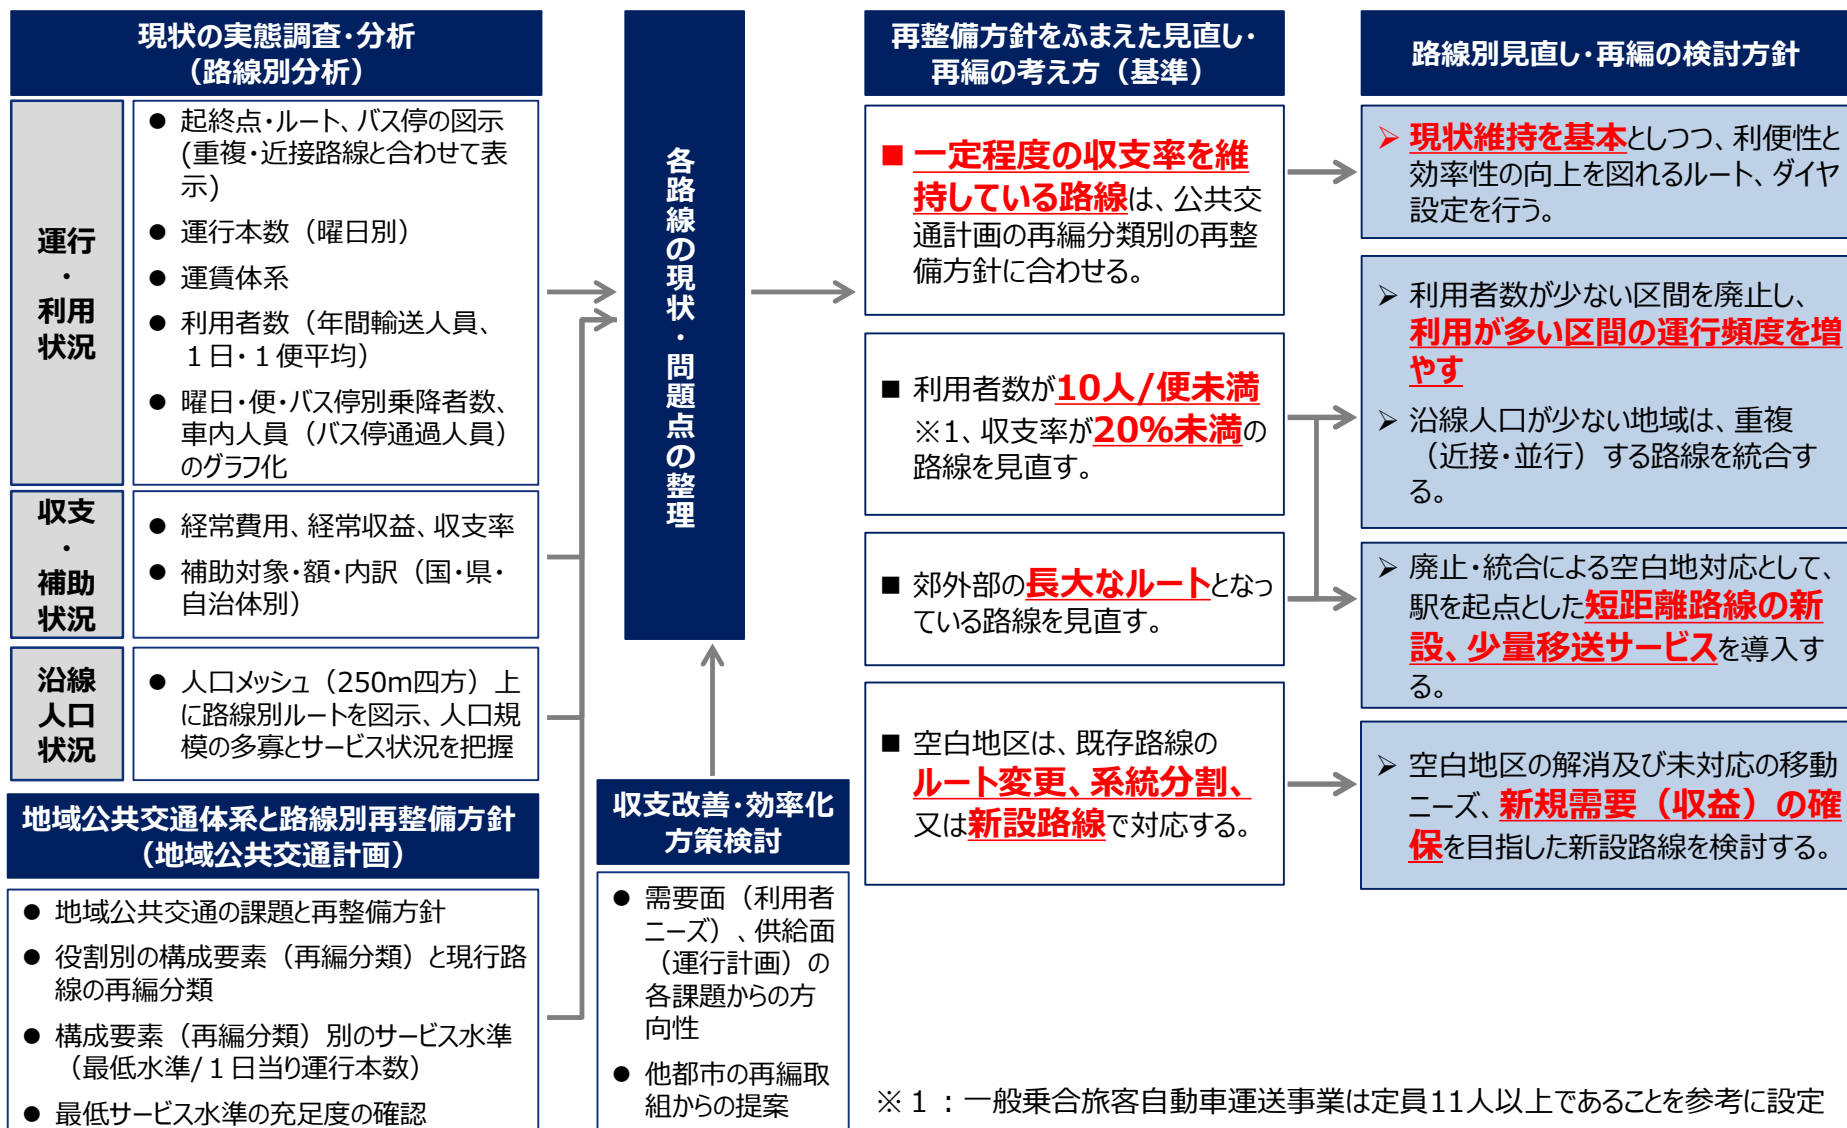 現状の実態調査・分析
（路線別分析）
運行
・
利用
状況
● 起終点・ルート、バス停の図示
(重複・近接路線と合わせて表
示)
● 運行本数（曜日別）
● 運賃体系
● 利用者数（年間輸送人員、
１日・１便平均）
● 曜日・便・バス停別乗降者数、
車内人員（バス停通過人員）
のグラフ化
収支
・
補助
状況
● 経常費用、経常収益、収支率
● 補助対象・額・内訳（国・県・
自治体別）
沿線
人口
状況
● 人口メッシュ（250m四方）上
に路線別ルートを図示、人口規
模の多寡とサービス状況を把握
地域公共交通体系と路線別再整備方針
（地域公共交通計画）
● 地域公共交通の課題と再整備方針
● 役割別の構成要素（再編分類）と現行路
線の再編分類
● 構成要素（再編分類）別のサービス水準
（最低水準/１日当り運行本数）
● 最低サービス水準の充足度の確認
各路線の現状・問題点の整理
収支改善・効率化
方策検討
● 需要面（利用者
ニーズ）、供給面
（運行計画）の
各課題からの方
向性
● 他都市の再編取
組からの提案
再整備方針をふまえた見直し・
再編の考え方（基準）
■ 一定程度の収支率を維
持している路線は、公共交
通計画の再編分類別の再整
備方針に合わせる。
■ 利用者数が10人/便未満
※1、収支率が20%未満の
路線を見直す。
■ 郊外部の長大なルートとなっ
ている路線を見直す。
■ 空白地区は、既存路線の
ルート変更、系統分割、
又は新設路線で対応する。
路線別見直し・再編の検討方針
➢ 現状維持を基本としつつ、利便性と
効率性の向上を図れるルート、ダイヤ
設定を行う。
➢ 利用者数が少ない区間を廃止し、
利用が多い区間の運行頻度を増
やす
➢ 沿線人口が少ない地域は、重複
（近接・並行）する路線を統合す
る。
➢ 廃止・統合による空白地対応として、
駅を起点とした短距離路線の新
設、少量移送サービスを導入す
る。
➢ 空白地区の解消及び未対応の移動
ニーズ、新規需要（収益）の確
保を目指した新設路線を検討する。
※１：一般乗合旅客自動車運送事業は定員11人以上であることを参考に設定